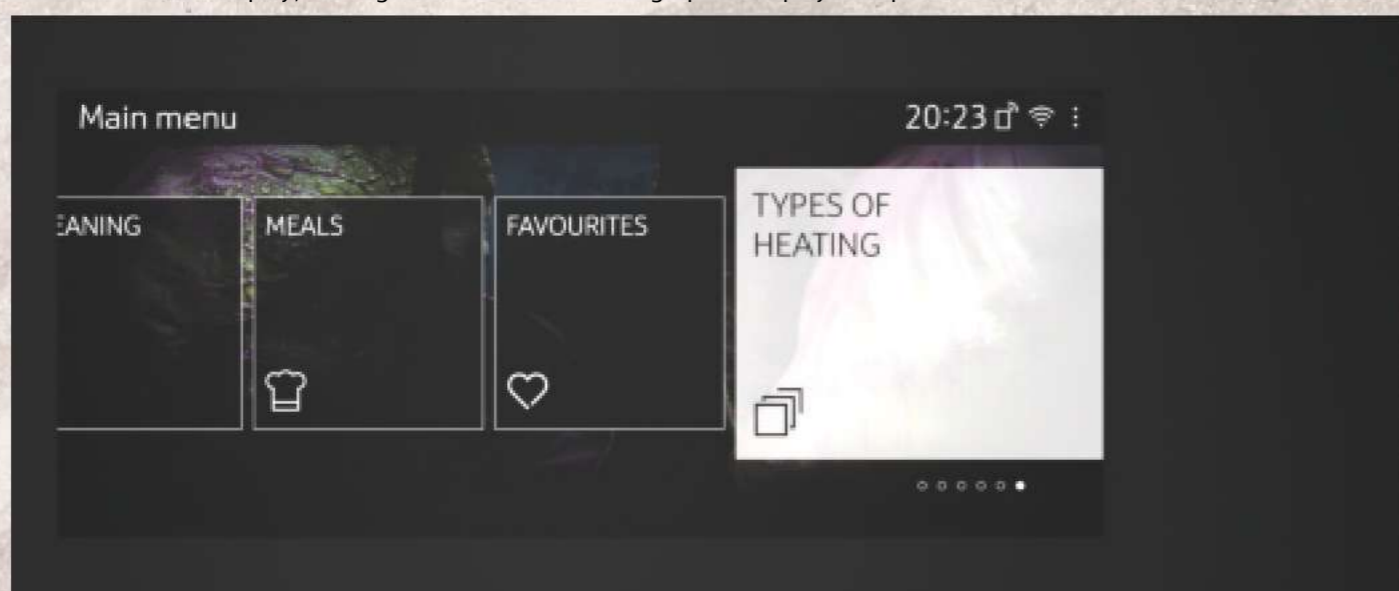 Main menu
20:23
EANING
MEALS
FAVOURITES
TYPES OF
HEATING